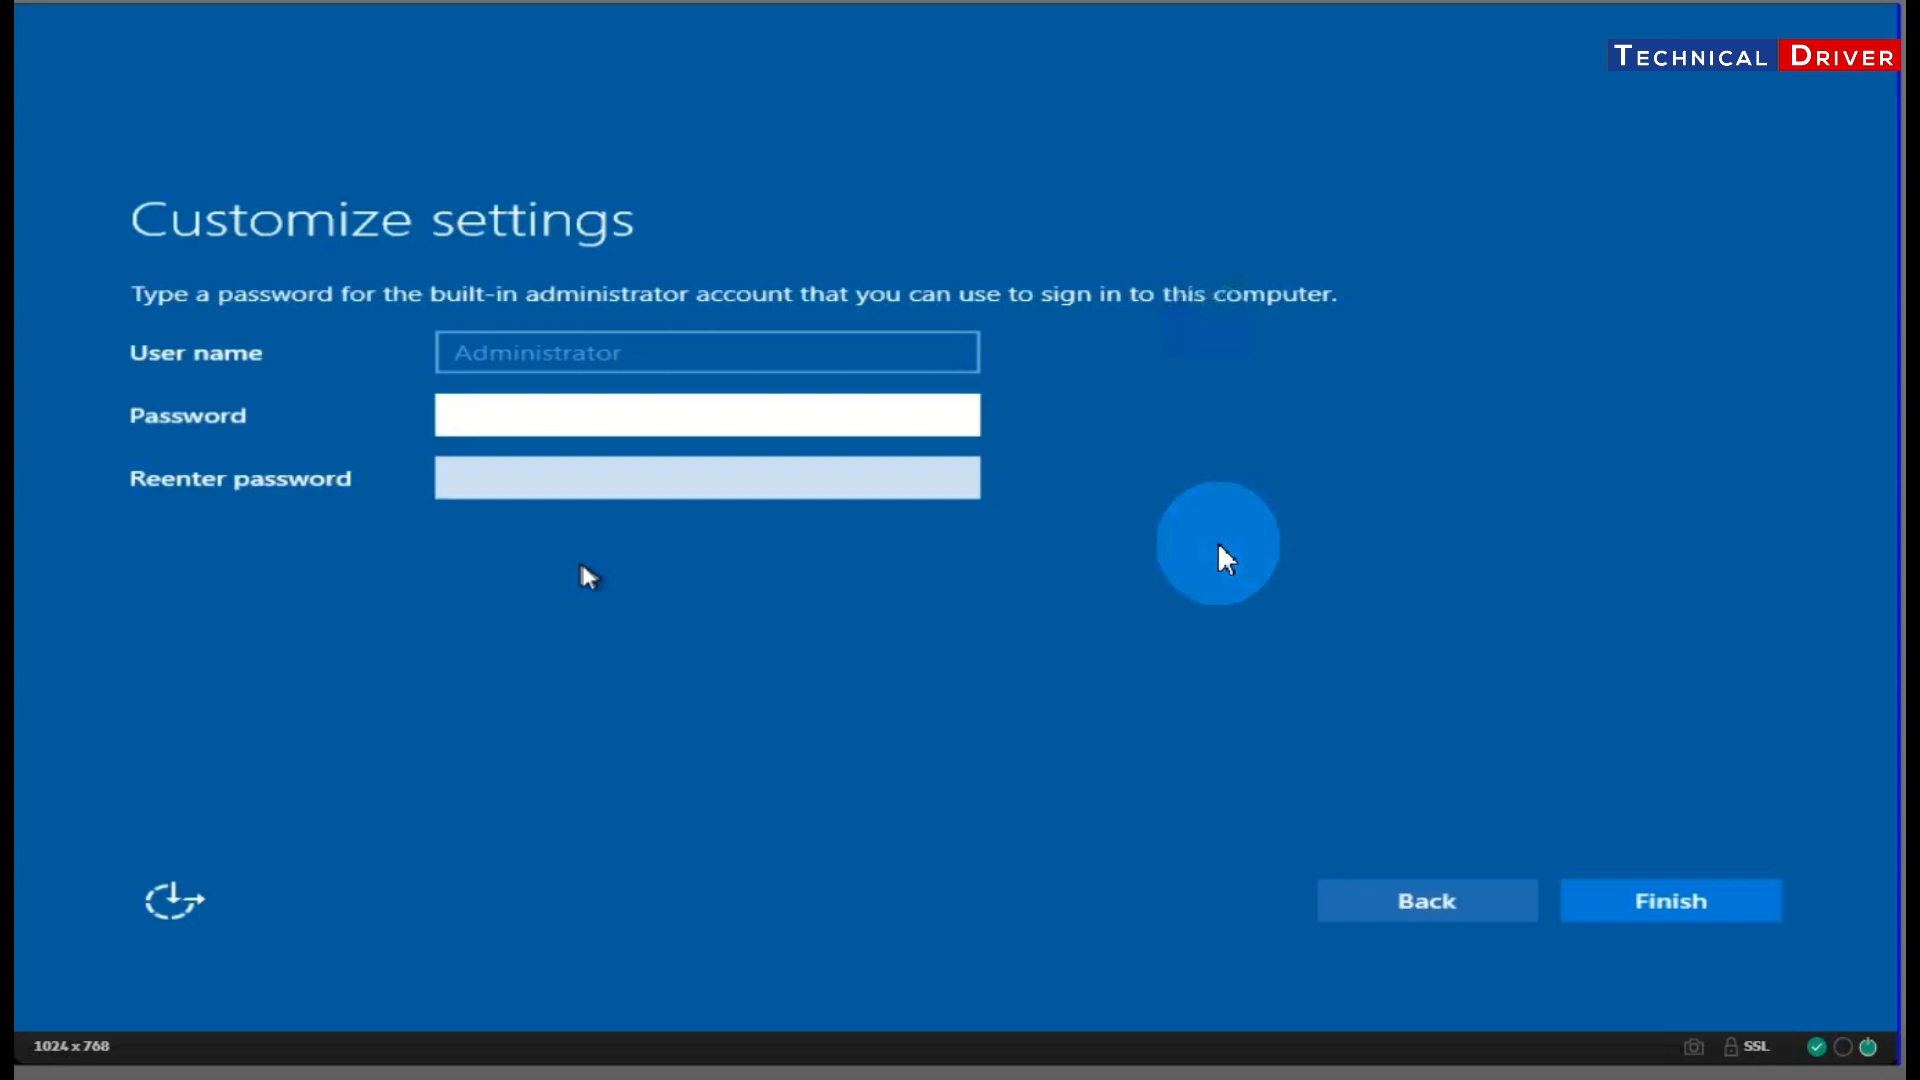 TECHNICAL DRIVER
Customize settings
Type a password for the built-in administrator account that you can use to sign in to this computer.
User name
Administrator
Password
Reenter password
Back
Finish
1024 x 768
SSL